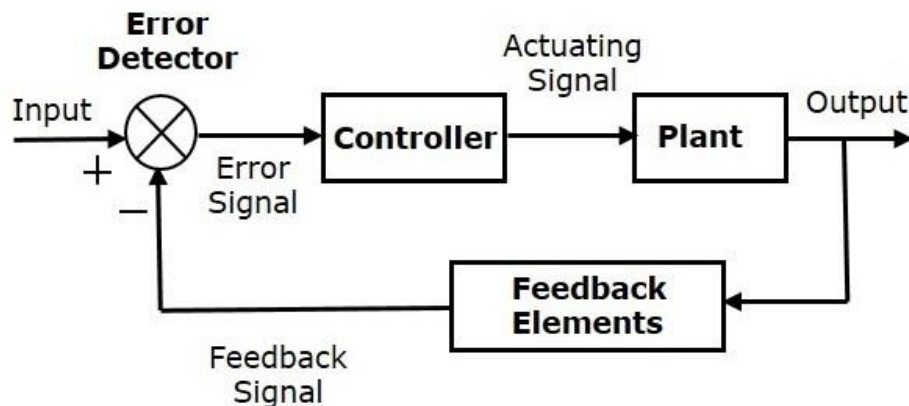 Error
Detector
Actuating
Signal
Input
Output
Controller
Plant
+
Error
Signal
−
Feedback
Elements
Feedback
Signal